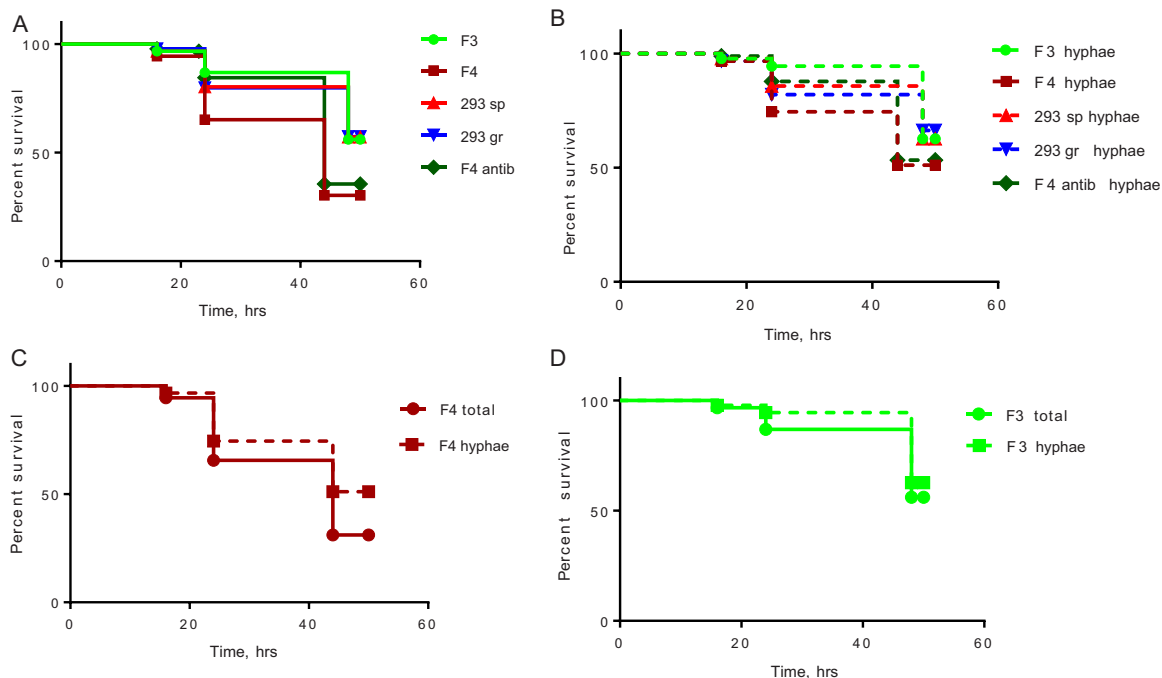 A
Percent survival
100
50
0
0 20 40 60
Time, hrs
F3
F4
293 sp
293 gr
F4 antib
B
Percent survival
100
50
0
0 20 40 60
Time, hrs
F3 hyphae
F4 hyphae
293 sp hyphae
293 gr hyphae
F4 antib hyphae
C
Percent survival
100
50
0
0 20 40 60
Time, hrs
F4 total
F4 hyphae
D
Percent survival
100
50
0
0 20 40 60
Time, hrs
F3 total
F3 hyphae